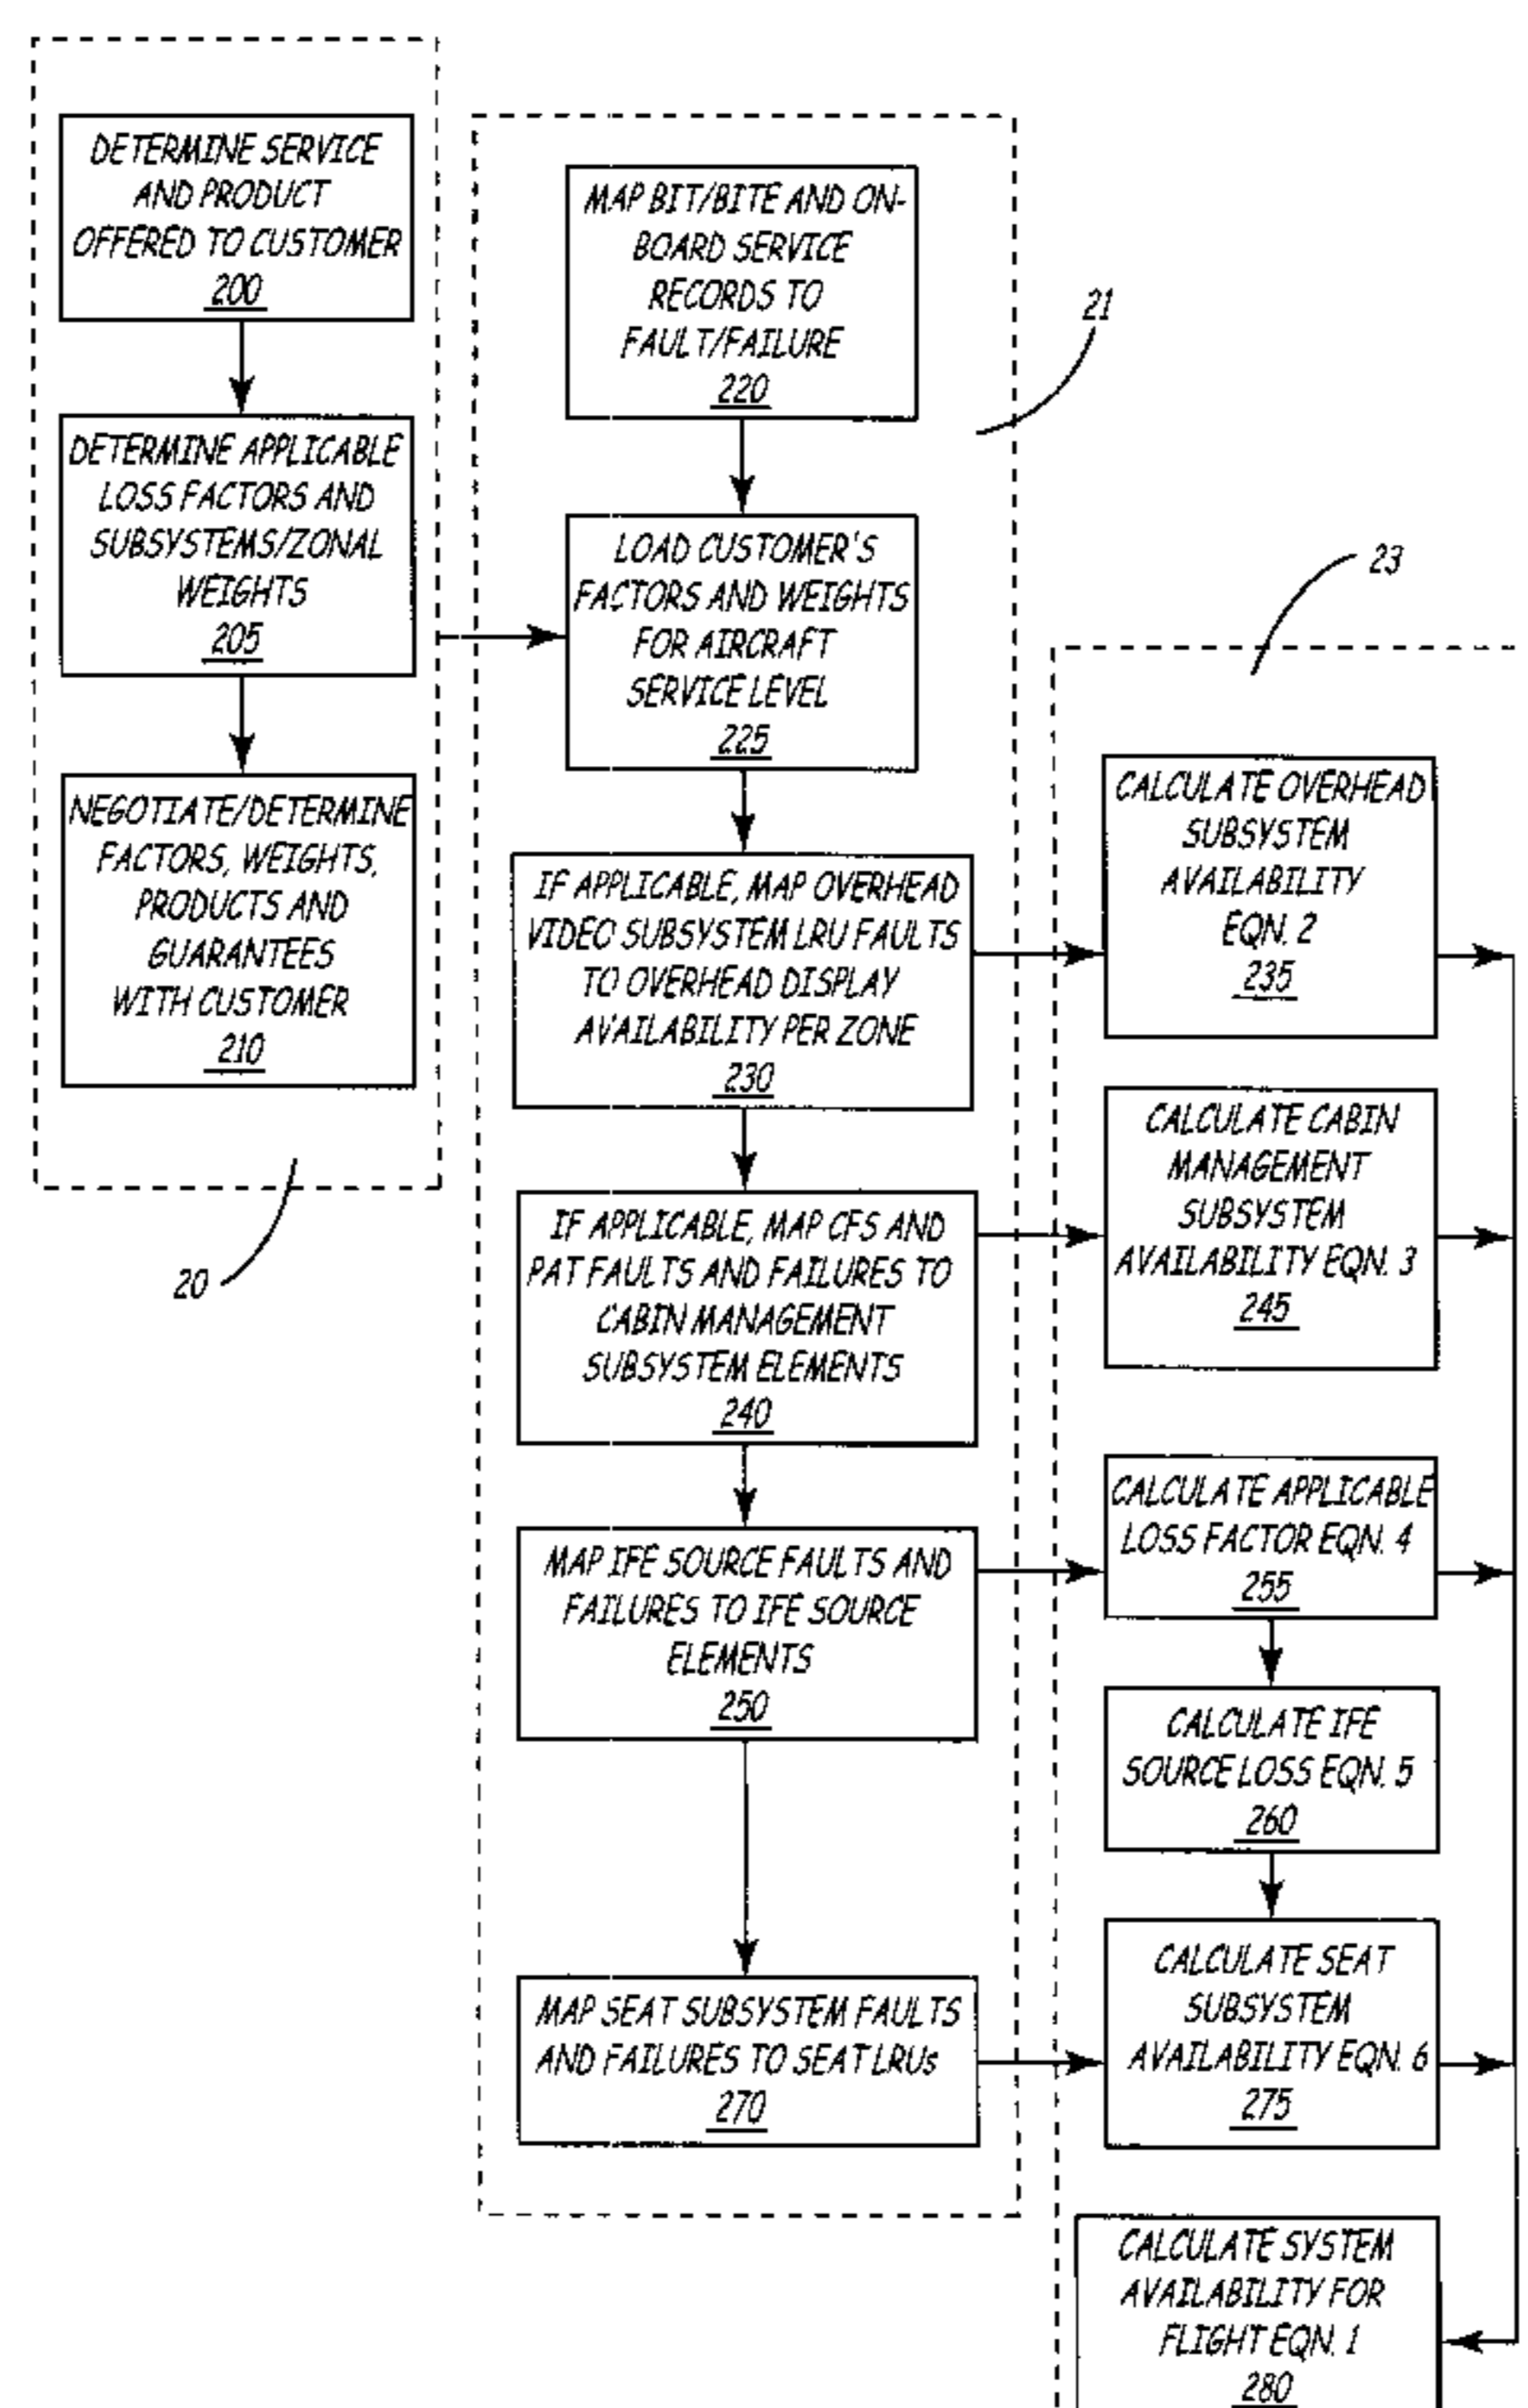 DETERMINE SERVICE
AND PRODUCT
OFFERED TO CUSTOMER
200
DETERMINE APPLICABLE
LOSS FACTORS AND
SUBSYSTEMS/ZONAL
WEIGHTS
205
NEGOTIATE/DETERMINE
FACTORS, WEIGHTS,
PRODUCTS AND
GUARANTEES
WITH CUSTOMER
210
20
MAP BIT/BITE AND ON-
BOARD SERVICE
RECORDS TO
FAULT/FAILURE
220
21
LOAD CUSTOMER'S
FACTORS AND WEIGHTS
FOR AIRCRAFT
SERVICE LEVEL
225
IF APPLICABLE, MAP OVERHEAD
VIDEO SUBSYSTEM LRU FAULTS
TO OVERHEAD DISPLAY
AVAILABILITY PER ZONE
230
IF APPLICABLE, MAP CFS AND
PAT FAULTS AND FAILURES TO
CABIN MANAGEMENT
SUBSYSTEM ELEMENTS
240
MAP IFE SOURCE FAULTS AND
FAILURES TO IFE SOURCE
ELEMENTS
250
MAP SEAT SUBSYSTEM FAULTS
AND FAILURES TO SEAT LRUs
270
23
CALCULATE OVERHEAD
SUBSYSTEM
AVAILABILITY
EQN. 2
235
CALCULATE CABIN
MANAGEMENT
SUBSYSTEM
AVAILABILITY EQN. 3
245
CALCULATE APPLICABLE
LOSS FACTOR EQN. 4
255
CALCULATE IFE
SOURCE LOSS EQN. 5
260
CALCULATE SEAT
SUBSYSTEM
AVAILABILITY EQN. 6
275
CALCULATE SYSTEM
AVAILABILITY FOR
FLIGHT EQN. 1
280